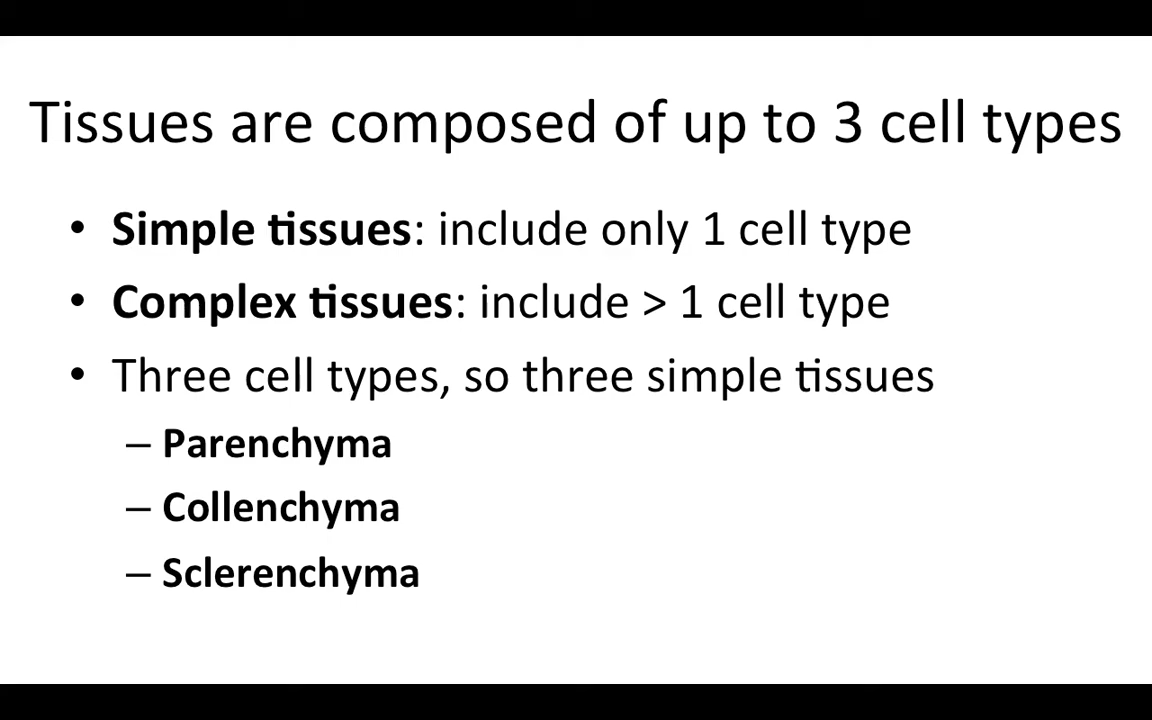 Tissues are composed of up to 3 cell types
• Simple tissues: include only 1 cell type
• Complex tissues: include > 1 cell type
• Three cell types, so three simple tissues
– Parenchyma
– Collenchyma
– Sclerenchyma